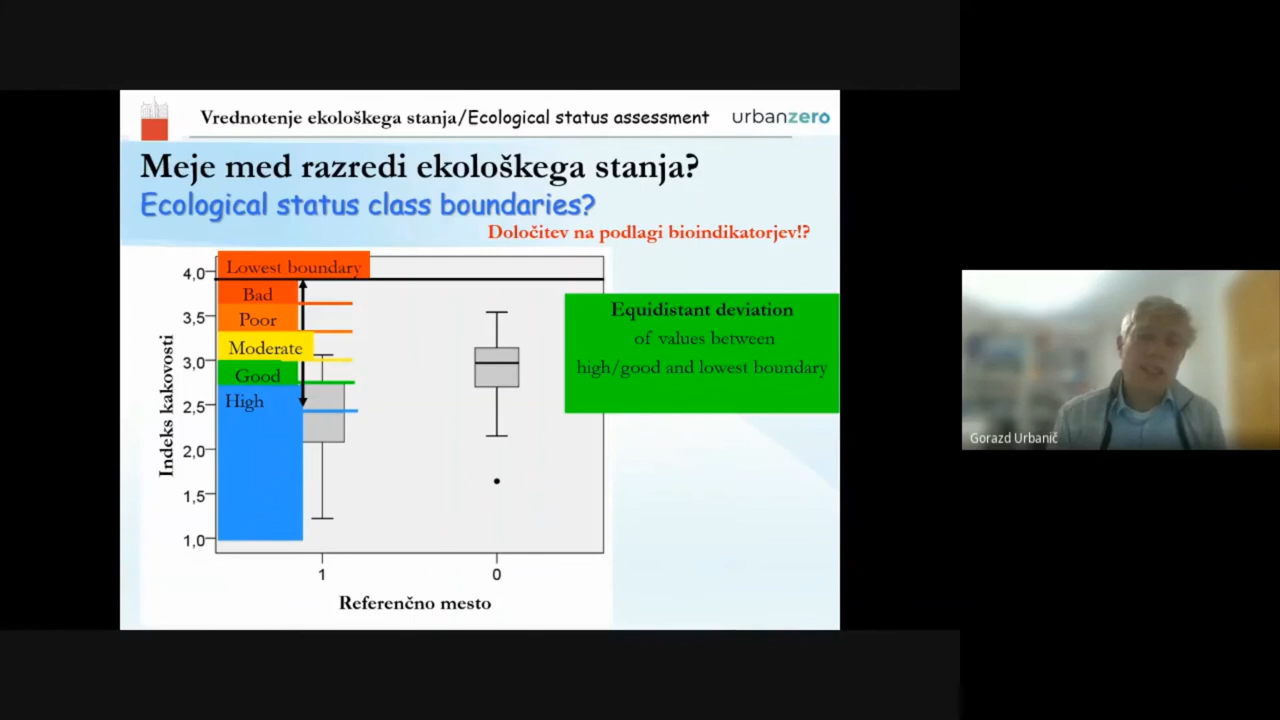 Vrednotenje ekološkega stanja/Ecological status assessment
urbanzero
Meje med razredi ekološkega stanja?
Ecological status class boundaries?
Določitev na podlagi bioindikatorjev!?
Indeks kakovosti
4,0
3,5
3,0
2,5
2,0
1,5
1,0
Lowest boundary
Bad
Poor
Moderate
Good
High
Equidistant deviation
of values between
high/good and lowest boundary
1
0
Referenčno mesto
Gorazd Urbanič